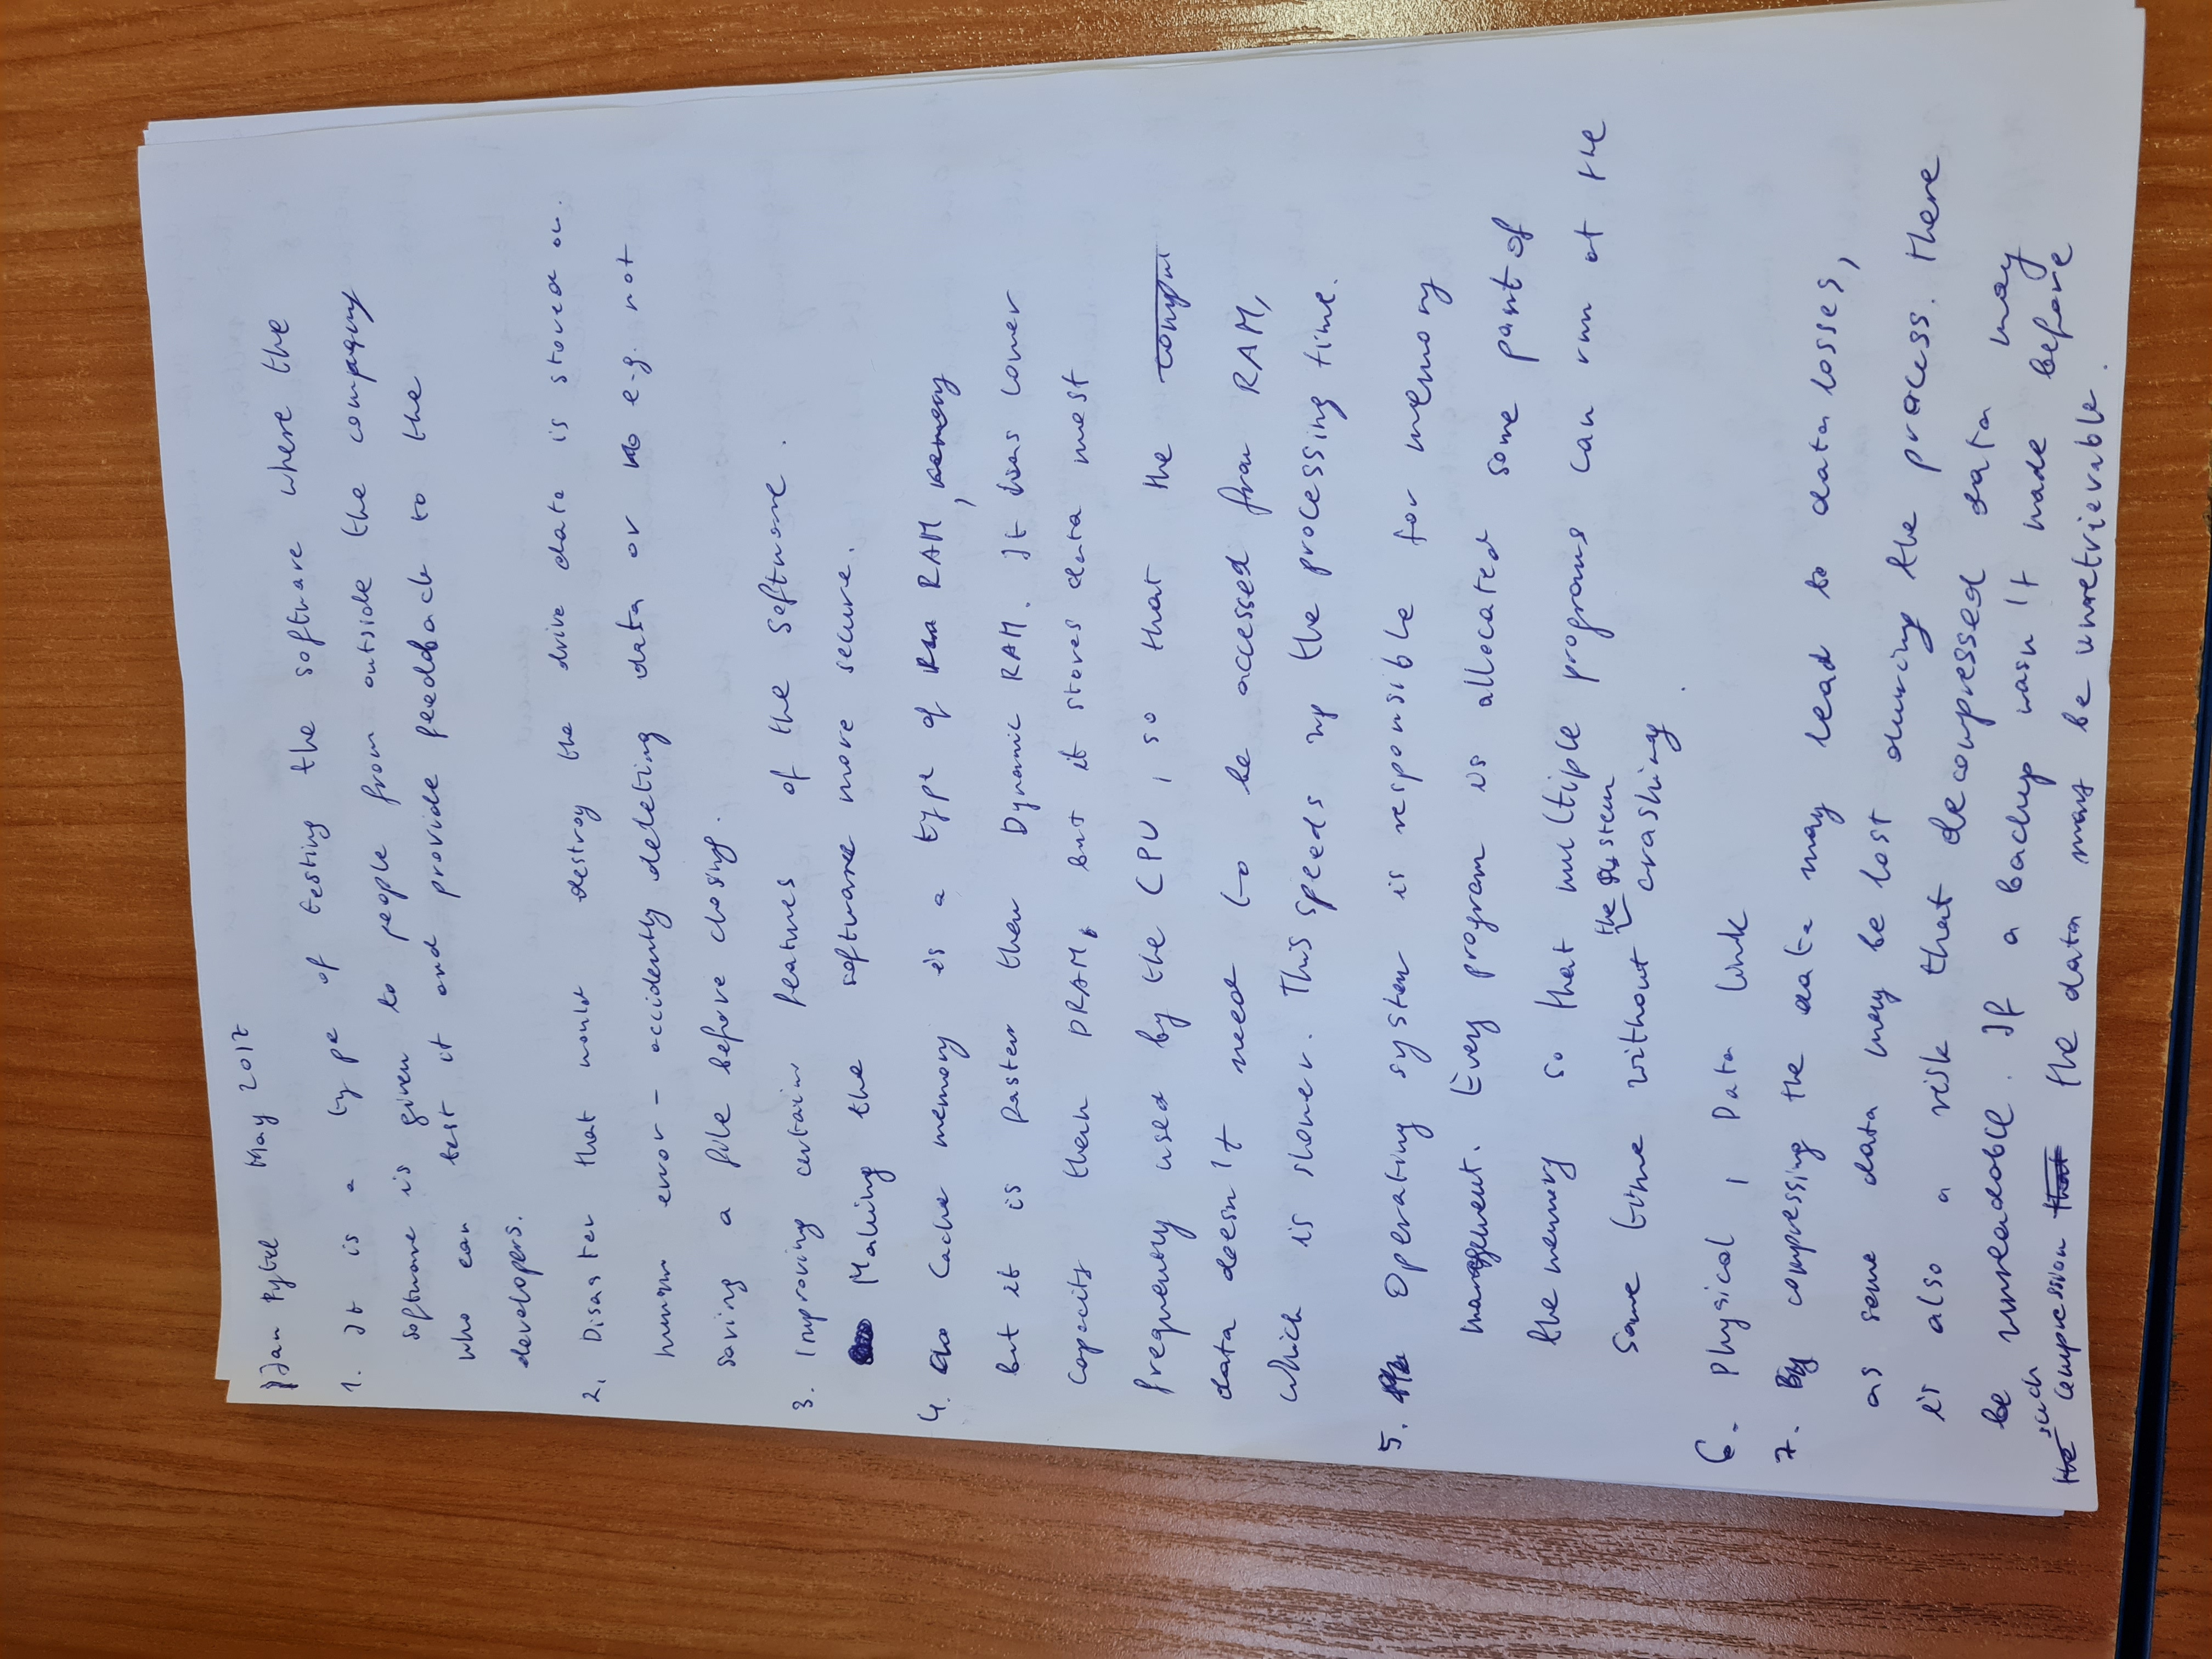 Jan Pytel May 2017
1. It is a type of testing the software where the
software is given to people from outside the company
who can test it and provide feedback to the
developers.
2. Disaster that would destroy the drive data is stored on.
human error - accidently deleting data or e.g. not
saving a file before closing.
3. Improving certain features of the software.
Making the software more secure.
4. Cache memory is a type of RAM,
but it is faster then Dynamic RAM. It has lower
capacity then DRAM, but it stores data most
frequency used by the CPU, so that the
data doesn't need to be accessed from RAM,
which is slower. This speeds up the processing time.
5. Operating system is responsible for memory
management. Every program is allocated some part of
the memory so that multiple programs can run at the
same time without the system crashing.
6. Physical, Data link
7. By compressing the data may lead to data losses,
as some data may be lost during the process. There
is also a risk that decompressed data may
be unreadable. If a backup wasn't made before
such compression the data may be unretrievable.